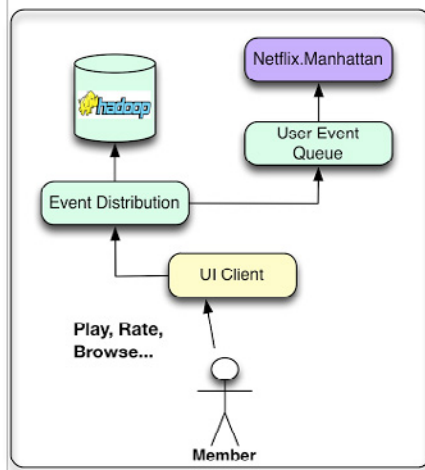 Netflix.Manhattan
hadoop
User Event
Queue
Event Distribution
UI Client
Play, Rate,
Browse...
Member